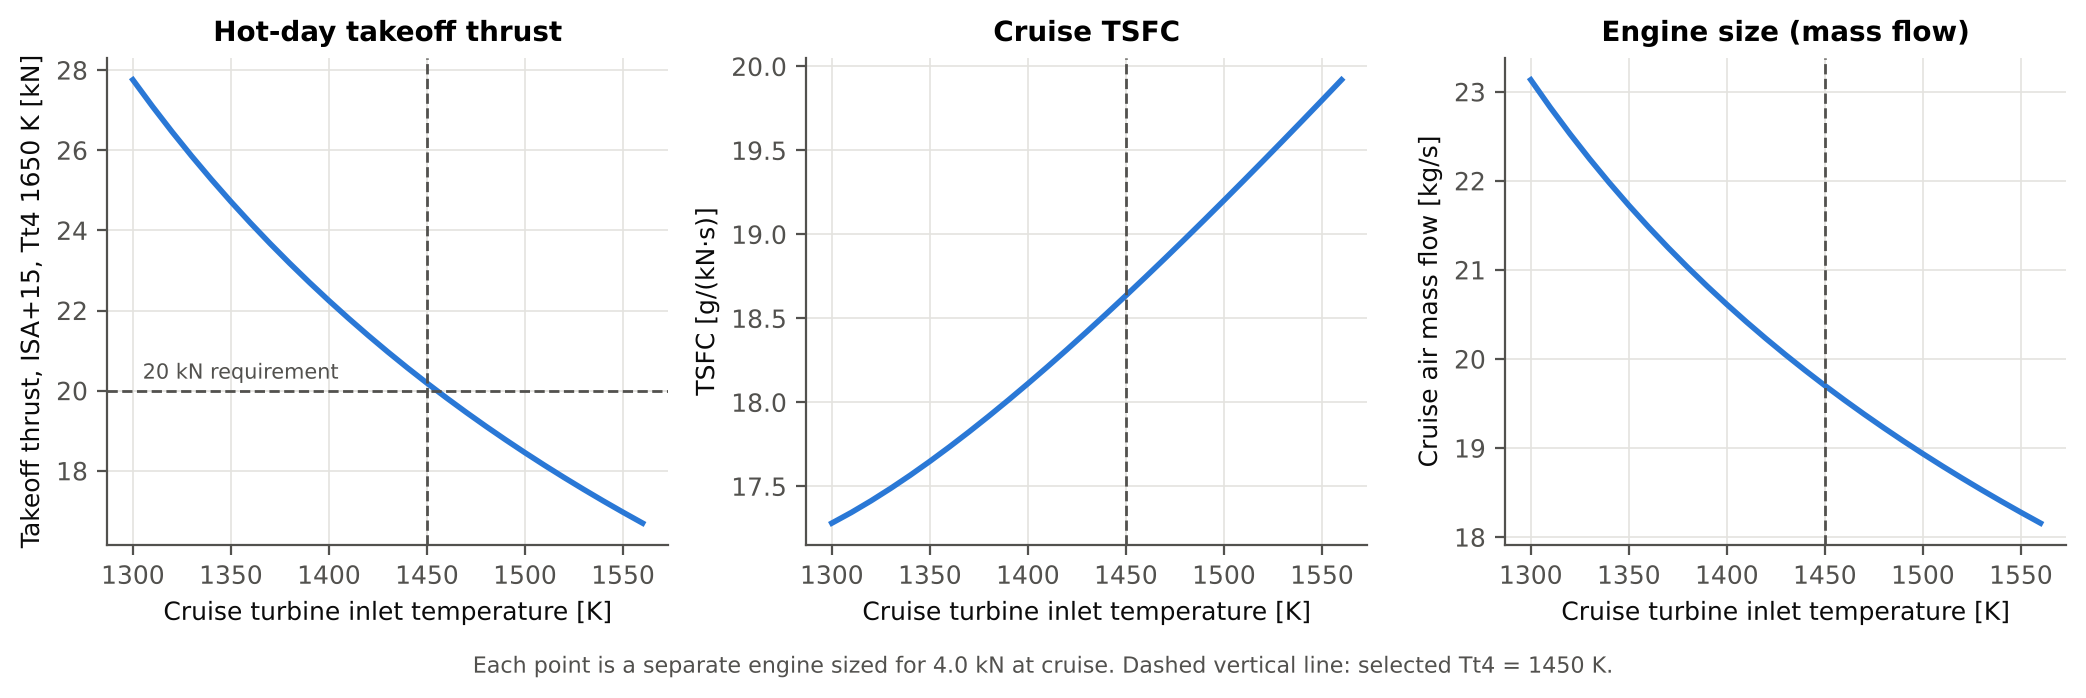 Hot-day takeoff thrust
Takeoff thrust, ISA+15, Tt4 1650 K [kN]
28
26
24
22
20
18
20 kN requirement
1300 1350 1400 1450 1500 1550
Cruise turbine inlet temperature [K]
Cruise TSFC
TSFC [g/(kN·s)]
20.0
19.5
19.0
18.5
18.0
17.5
1300 1350 1400 1450 1500 1550
Cruise turbine inlet temperature [K]
Engine size (mass flow)
Cruise air mass flow [kg/s]
23
22
21
20
19
18
1300 1350 1400 1450 1500 1550
Cruise turbine inlet temperature [K]
Each point is a separate engine sized for 4.0 kN at cruise. Dashed vertical line: selected Tt4 = 1450 K.